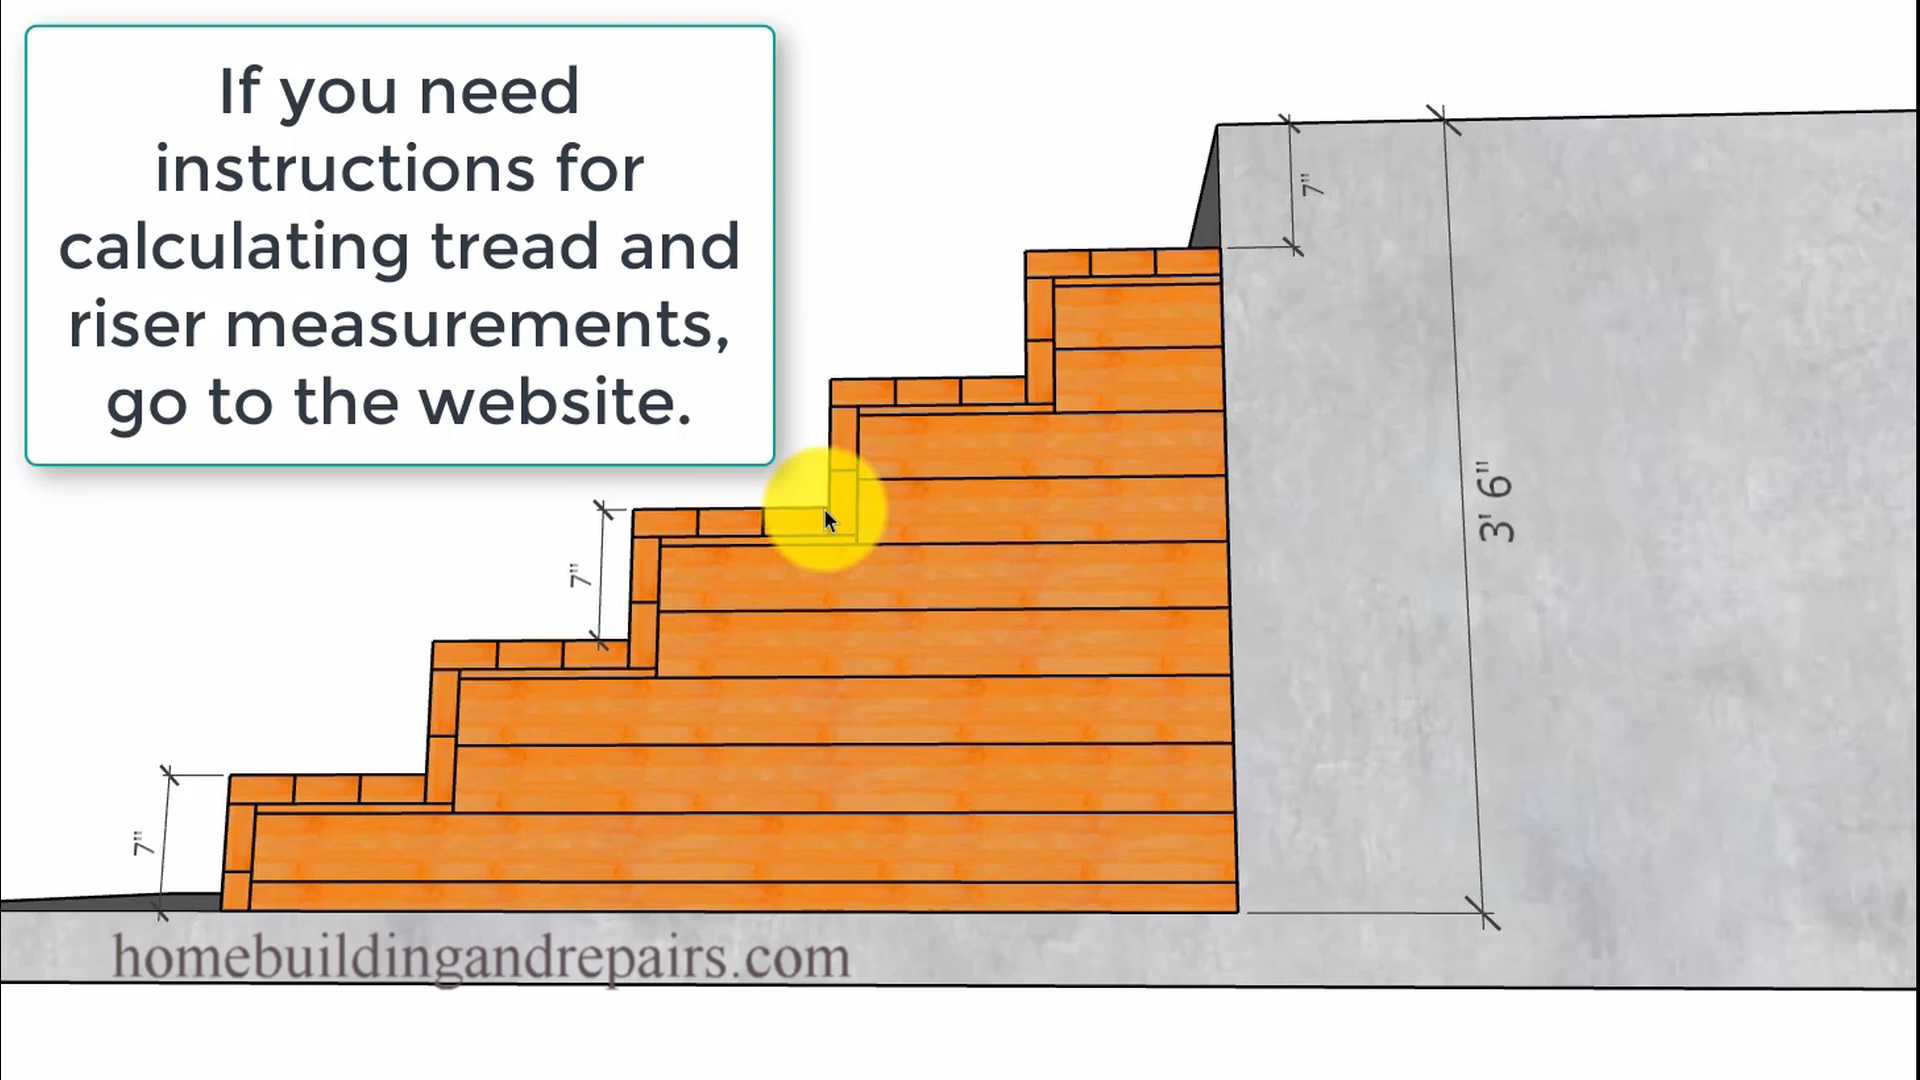 If you need
instructions for
calculating tread and
riser measurements,
go to the website.
7"
3' 6"
7"
7"
homebuildingandrepairs.com